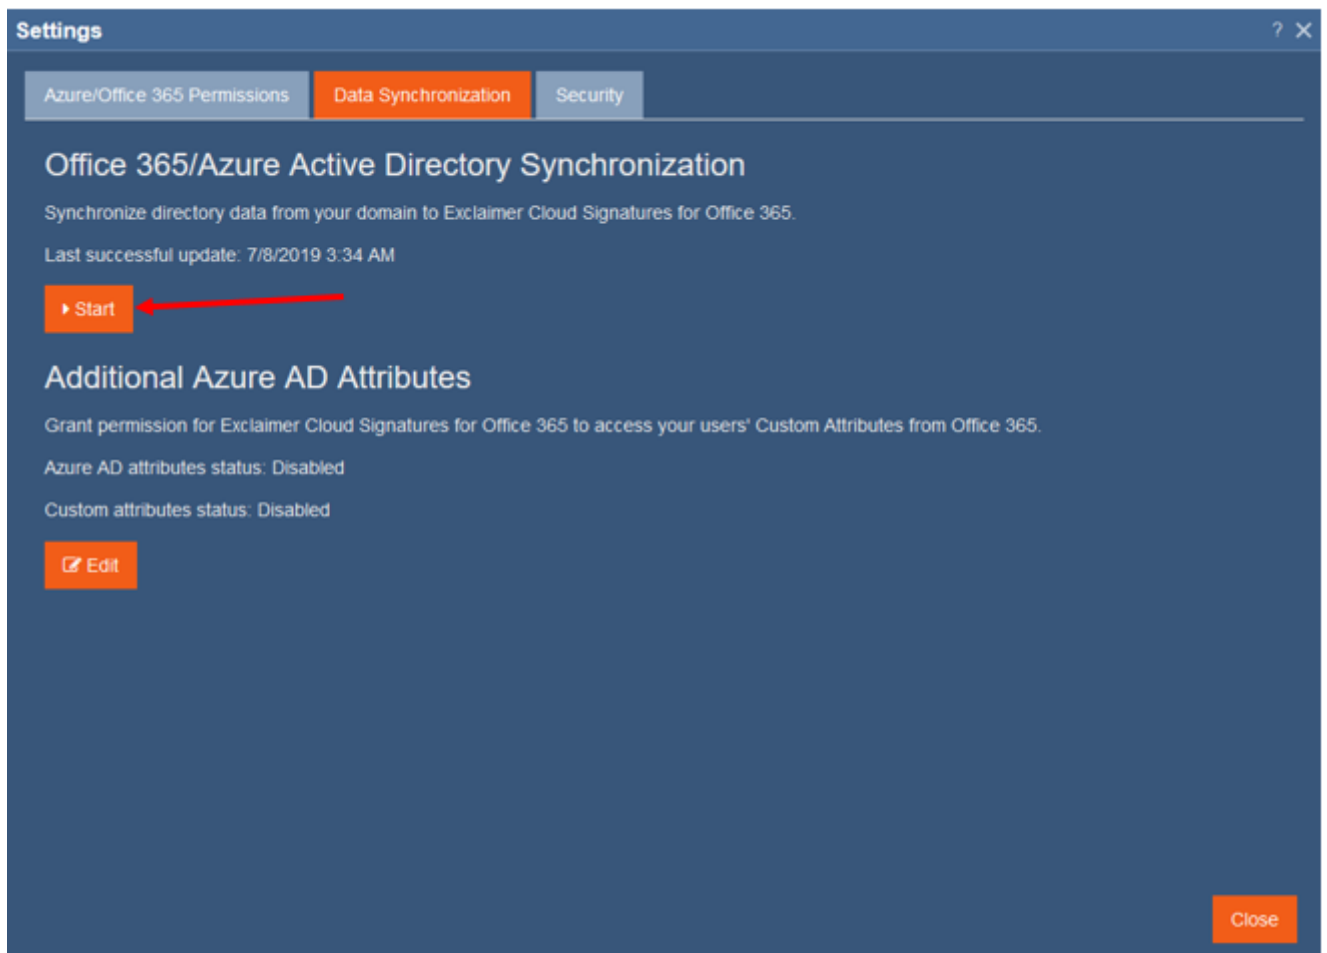 Settings
?
Azure/Office 365 Permissions
Data Synchronization
Security
Office 365/Azure Active Directory Synchronization
Synchronize directory data from your domain to Exclaimer Cloud Signatures for Office 365.
Last successful update: 7/8/2019 3:34 AM
Start
Additional Azure AD Attributes
Grant permission for Exclaimer Cloud Signatures for Office 365 to access your users' Custom Attributes from Office 365.
Azure AD attributes status: Disabled
Custom attributes status: Disabled
Edit
Close